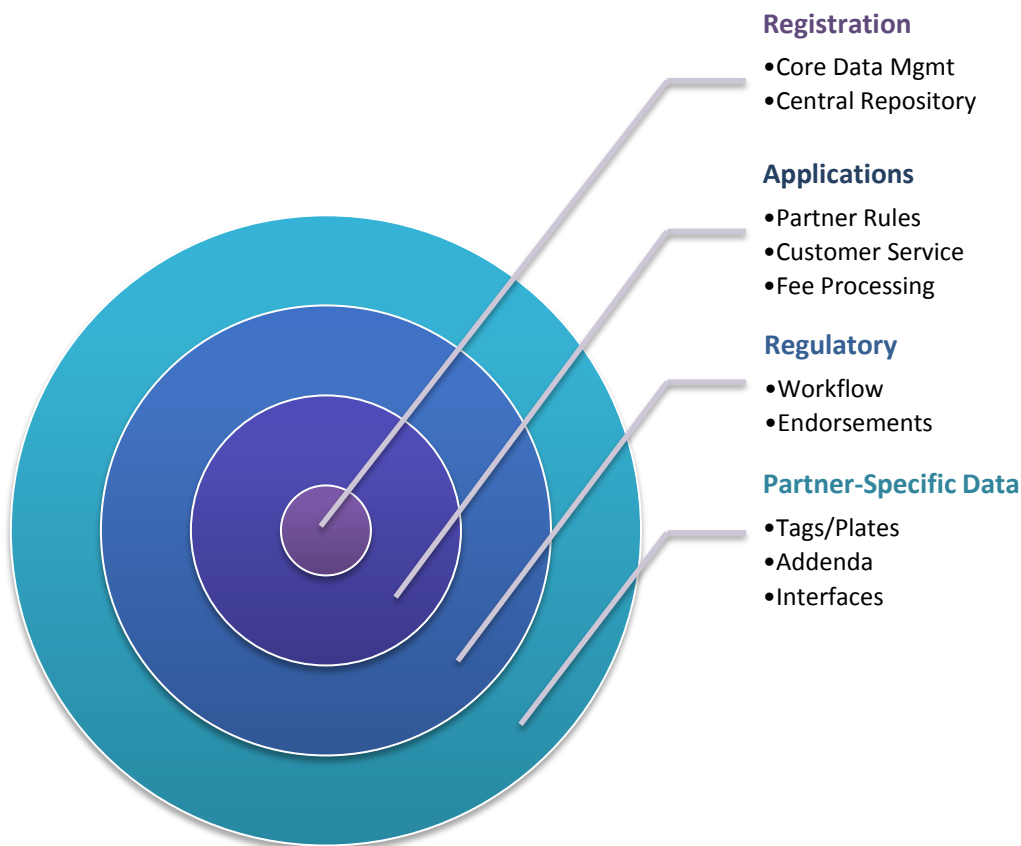 Registration
•Core Data Mgmt
•Central Repository
Applications
•Partner Rules
•Customer Service
•Fee Processing
Regulatory
•Workflow
•Endorsements
Partner-Specific Data
•Tags/Plates
•Addenda
•Interfaces